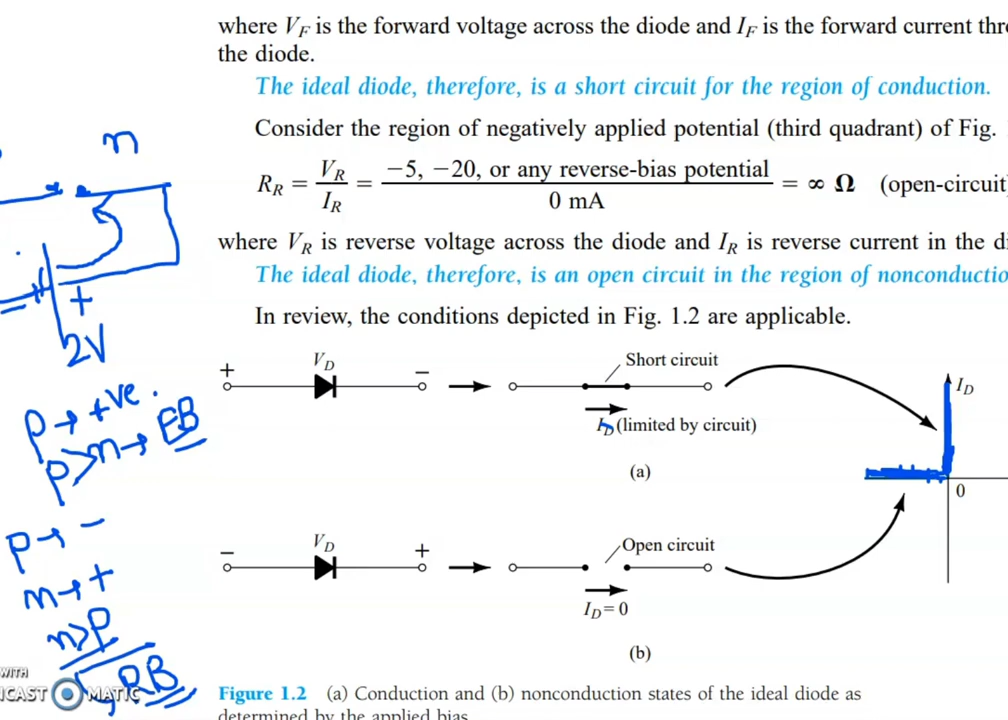 where V_F is the forward voltage across the diode and I_F is the forward current thr
the diode.
The ideal diode, therefore, is a short circuit for the region of conduction.
Consider the region of negatively applied potential (third quadrant) of Fig.
R_R = V_R / I_R = −5, −20, or any reverse-bias potential / 0 mA = ∞ Ω (open-circuit
where V_R is reverse voltage across the diode and I_R is reverse current in the d
The ideal diode, therefore, is an open circuit in the region of nonconductio
In review, the conditions depicted in Fig. 1.2 are applicable.
n
+
2V
p → +ve.
p > n → FB
p → −
n → +
n > p
→ RB
+ V_D −
Short circuit
I_D (limited by circuit)
(a)
I_D
0
− V_D +
Open circuit
I_D = 0
(b)
WITH
CAST MATIC
Figure 1.2 (a) Conduction and (b) nonconduction states of the ideal diode as
determined by the applied bias.